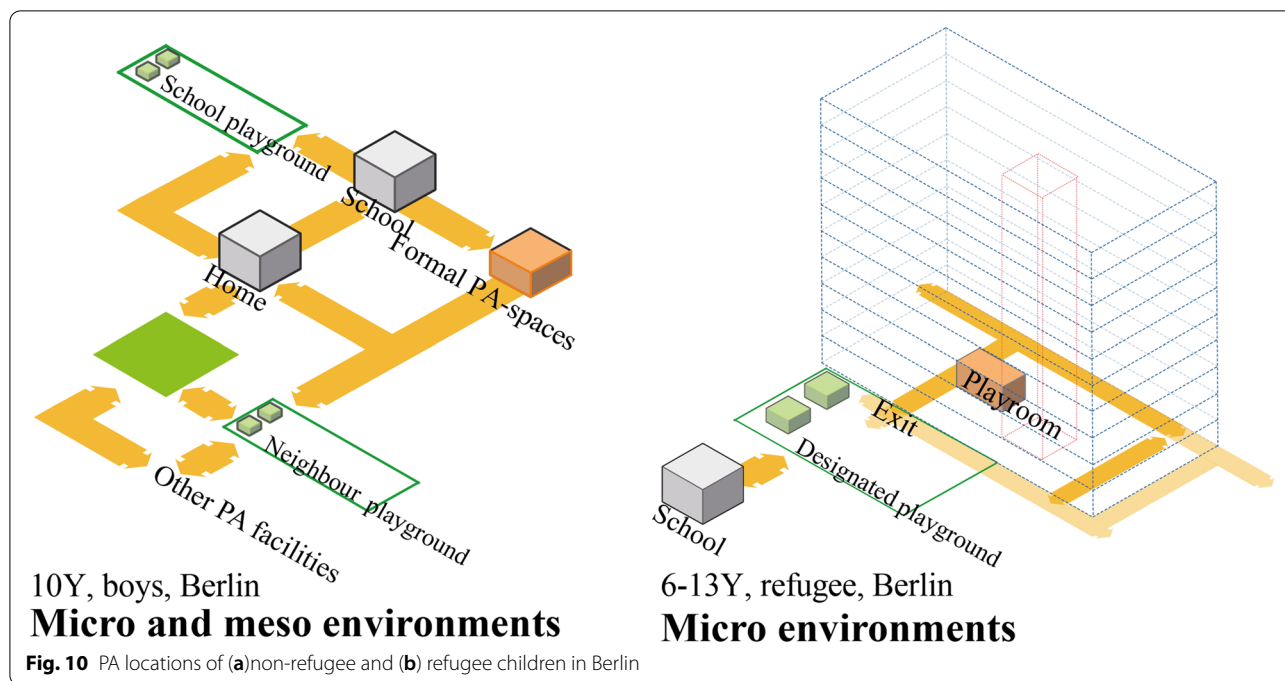 School playground
School
Formal PA-spaces
Home
Neighbour playground
Other PA facilities
10Y, boys, Berlin
Micro and meso environments
Playroom
Exit
Designated playground
School
6-13Y, refugee, Berlin
Micro environments
Fig. 10 PA locations of (a)non-refugee and (b) refugee children in Berlin